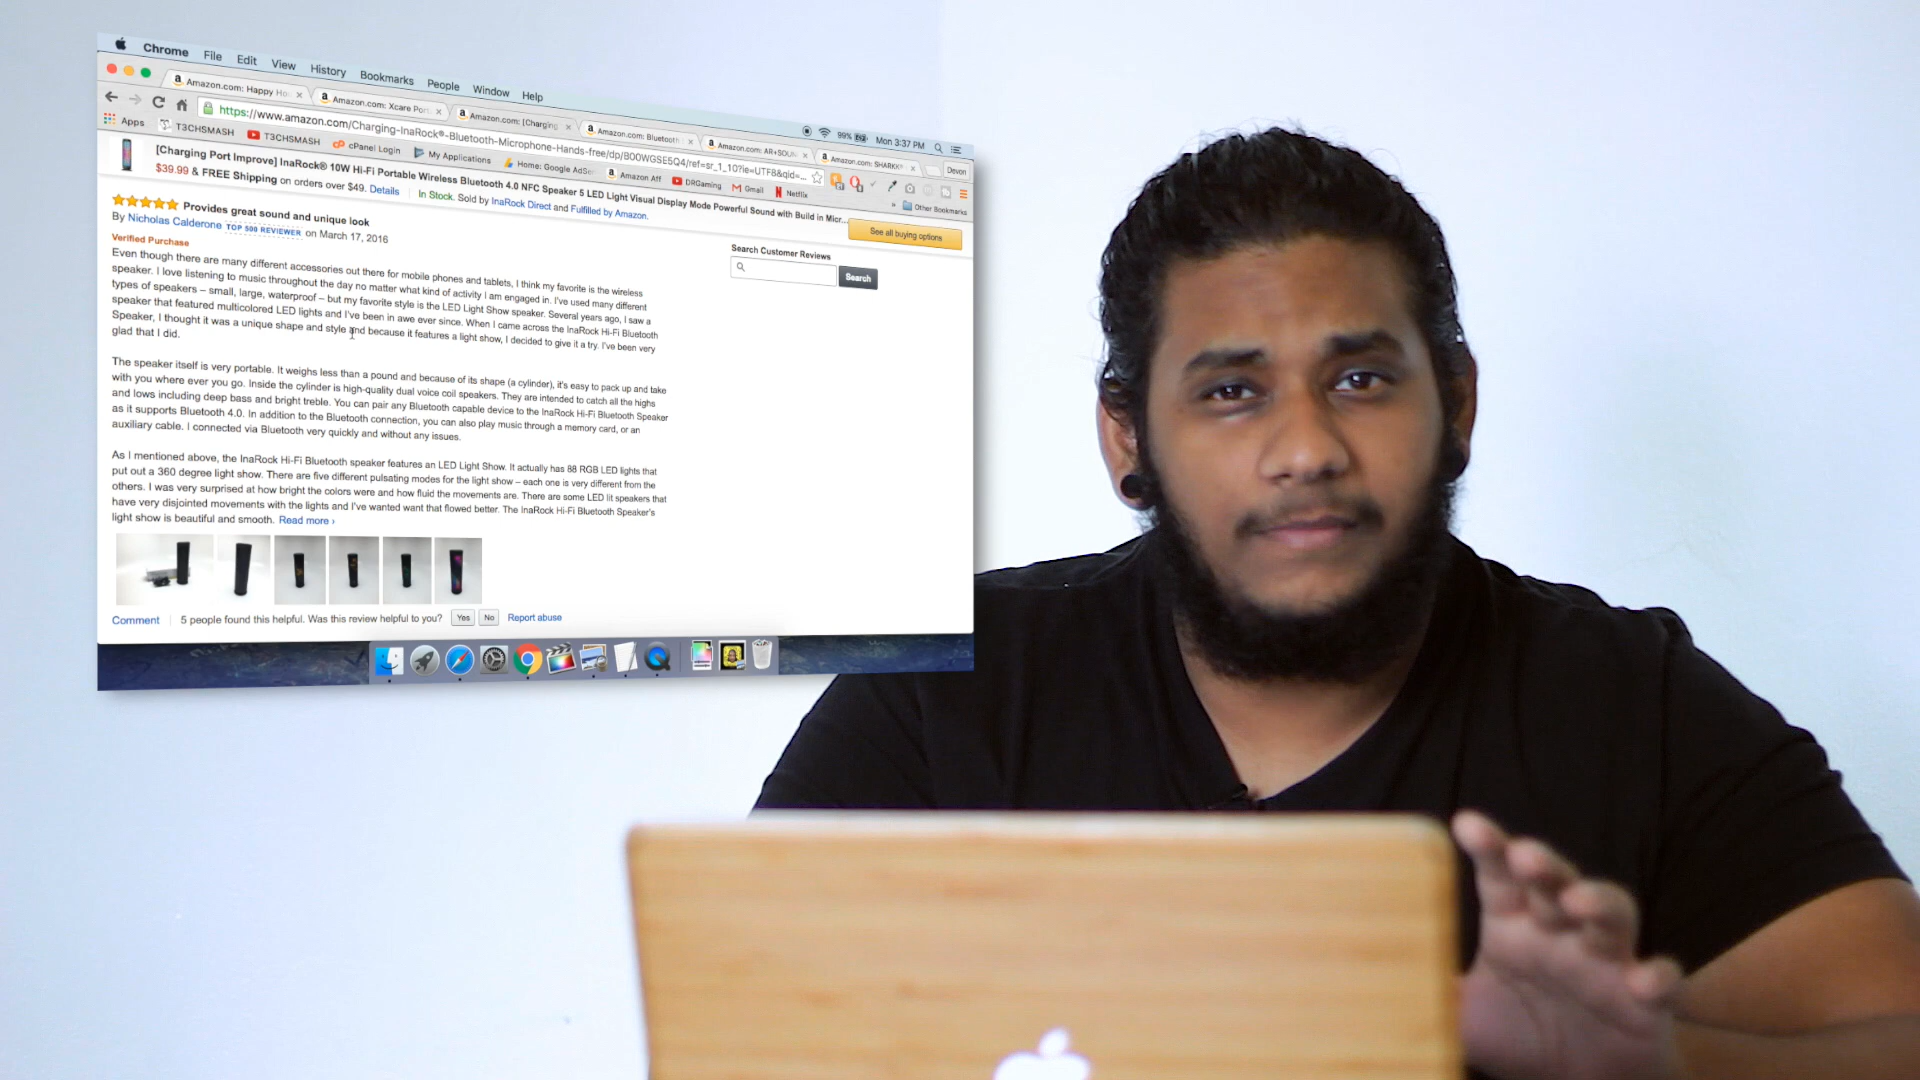 Chrome File Edit View History Bookmarks People Window Help
99% Mon 3:37 PM
Amazon.com: Happy Ho
Amazon.com: Xcare Port
Amazon.com: [Charging
Amazon.com: Bluetooth
Amazon.com: AR+SOUN
Amazon.com: SHARKK
Devon
https://www.amazon.com/Charging-InaRock®-Bluetooth-Microphone-Hands-free/dp/B00WGSE5Q4/ref=sr_1_10?ie=UTF8&qid=...
Apps T3CHSMASH T3CHSMASH cPanel Login My Applications Home: Google AdSen Amazon Aff DRGaming Gmail Netflix » Other Bookmarks
[Charging Port Improve] InaRock® 10W Hi-Fi Portable Wireless Bluetooth 4.0 NFC Speaker 5 LED Light Visual Display Mode Powerful Sound with Build in Micr...
$39.99 & FREE Shipping on orders over $49. Details In Stock. Sold by InaRock Direct and Fulfilled by Amazon.
See all buying options
Provides great sound and unique look
By Nicholas Calderone TOP 500 REVIEWER on March 17, 2016
Verified Purchase
Even though there are many different accessories out there for mobile phones and tablets, I think my favorite is the wireless
speaker. I love listening to music throughout the day no matter what kind of activity I am engaged in. I've used many different
types of speakers – small, large, waterproof – but my favorite style is the LED Light Show speaker. Several years ago, I saw a
speaker that featured multicolored LED lights and I've been in awe ever since. When I came across the InaRock Hi-Fi Bluetooth
Speaker, I thought it was a unique shape and style and because it features a light show, I decided to give it a try. I've been very
glad that I did.
The speaker itself is very portable. It weighs less than a pound and because of its shape (a cylinder), it's easy to pack up and take
with you where ever you go. Inside the cylinder is high-quality dual voice coil speakers. They are intended to catch all the highs
and lows including deep bass and bright treble. You can pair any Bluetooth capable device to the InaRock Hi-Fi Bluetooth Speaker
as it supports Bluetooth 4.0. In addition to the Bluetooth connection, you can also play music through a memory card, or an
auxiliary cable. I connected via Bluetooth very quickly and without any issues.
As I mentioned above, the InaRock Hi-Fi Bluetooth speaker features an LED Light Show. It actually has 88 RGB LED lights that
put out a 360 degree light show. There are five different pulsating modes for the light show – each one is very different from the
others. I was very surprised at how bright the colors were and how fluid the movements are. There are some LED lit speakers that
have very disjointed movements with the lights and I've wanted want that flowed better. The InaRock Hi-Fi Bluetooth Speaker's
light show is beautiful and smooth. Read more ›
Comment 5 people found this helpful. Was this review helpful to you? Yes No Report abuse
Search Customer Reviews
Search